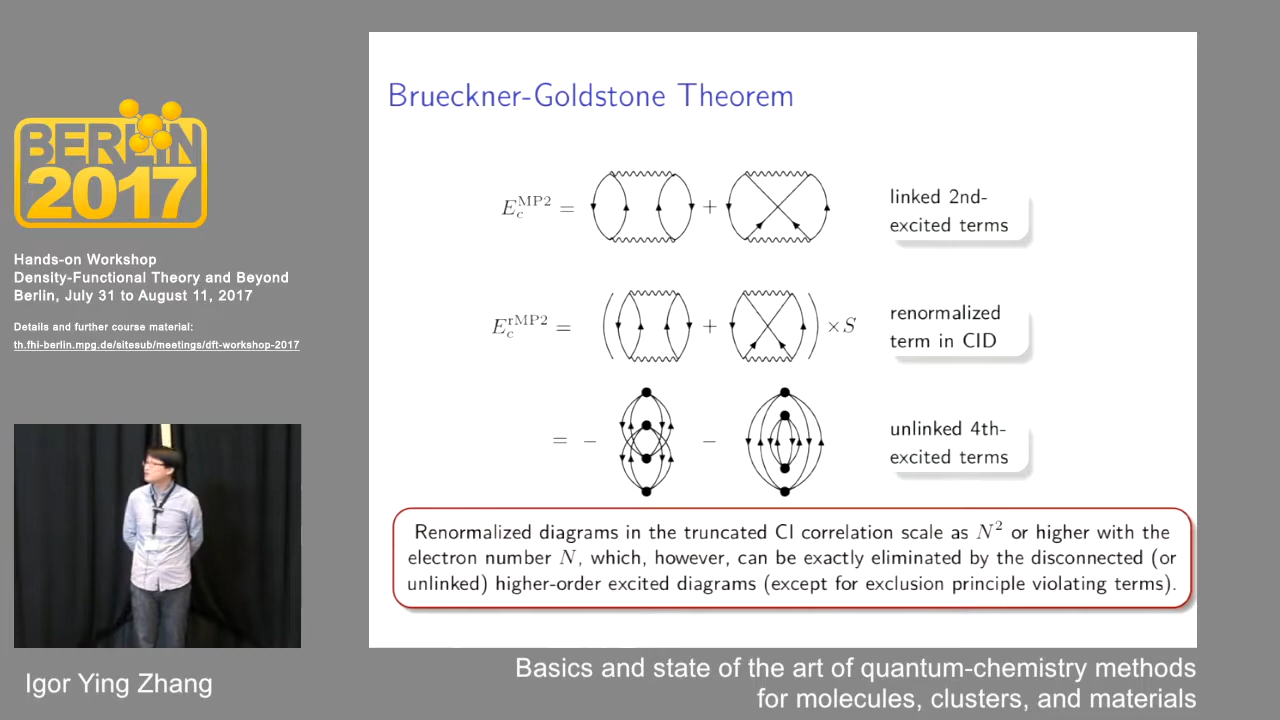 BERLIN
2017
Hands-on Workshop
Density-Functional Theory and Beyond
Berlin, July 31 to August 11, 2017
Details and further course material:
th.fhi-berlin.mpg.de/sitesub/meetings/dft-workshop-2017
Igor Ying Zhang
Brueckner-Goldstone Theorem
E_c^{MP2} = +
linked 2nd-
excited terms
E_c^{rMP2} = ( + ) × S
renormalized
term in CID
= − −
unlinked 4th-
excited terms
Renormalized diagrams in the truncated CI correlation scale as N² or higher with the
electron number N, which, however, can be exactly eliminated by the disconnected (or
unlinked) higher-order excited diagrams (except for exclusion principle violating terms).
Basics and state of the art of quantum-chemistry methods
for molecules, clusters, and materials